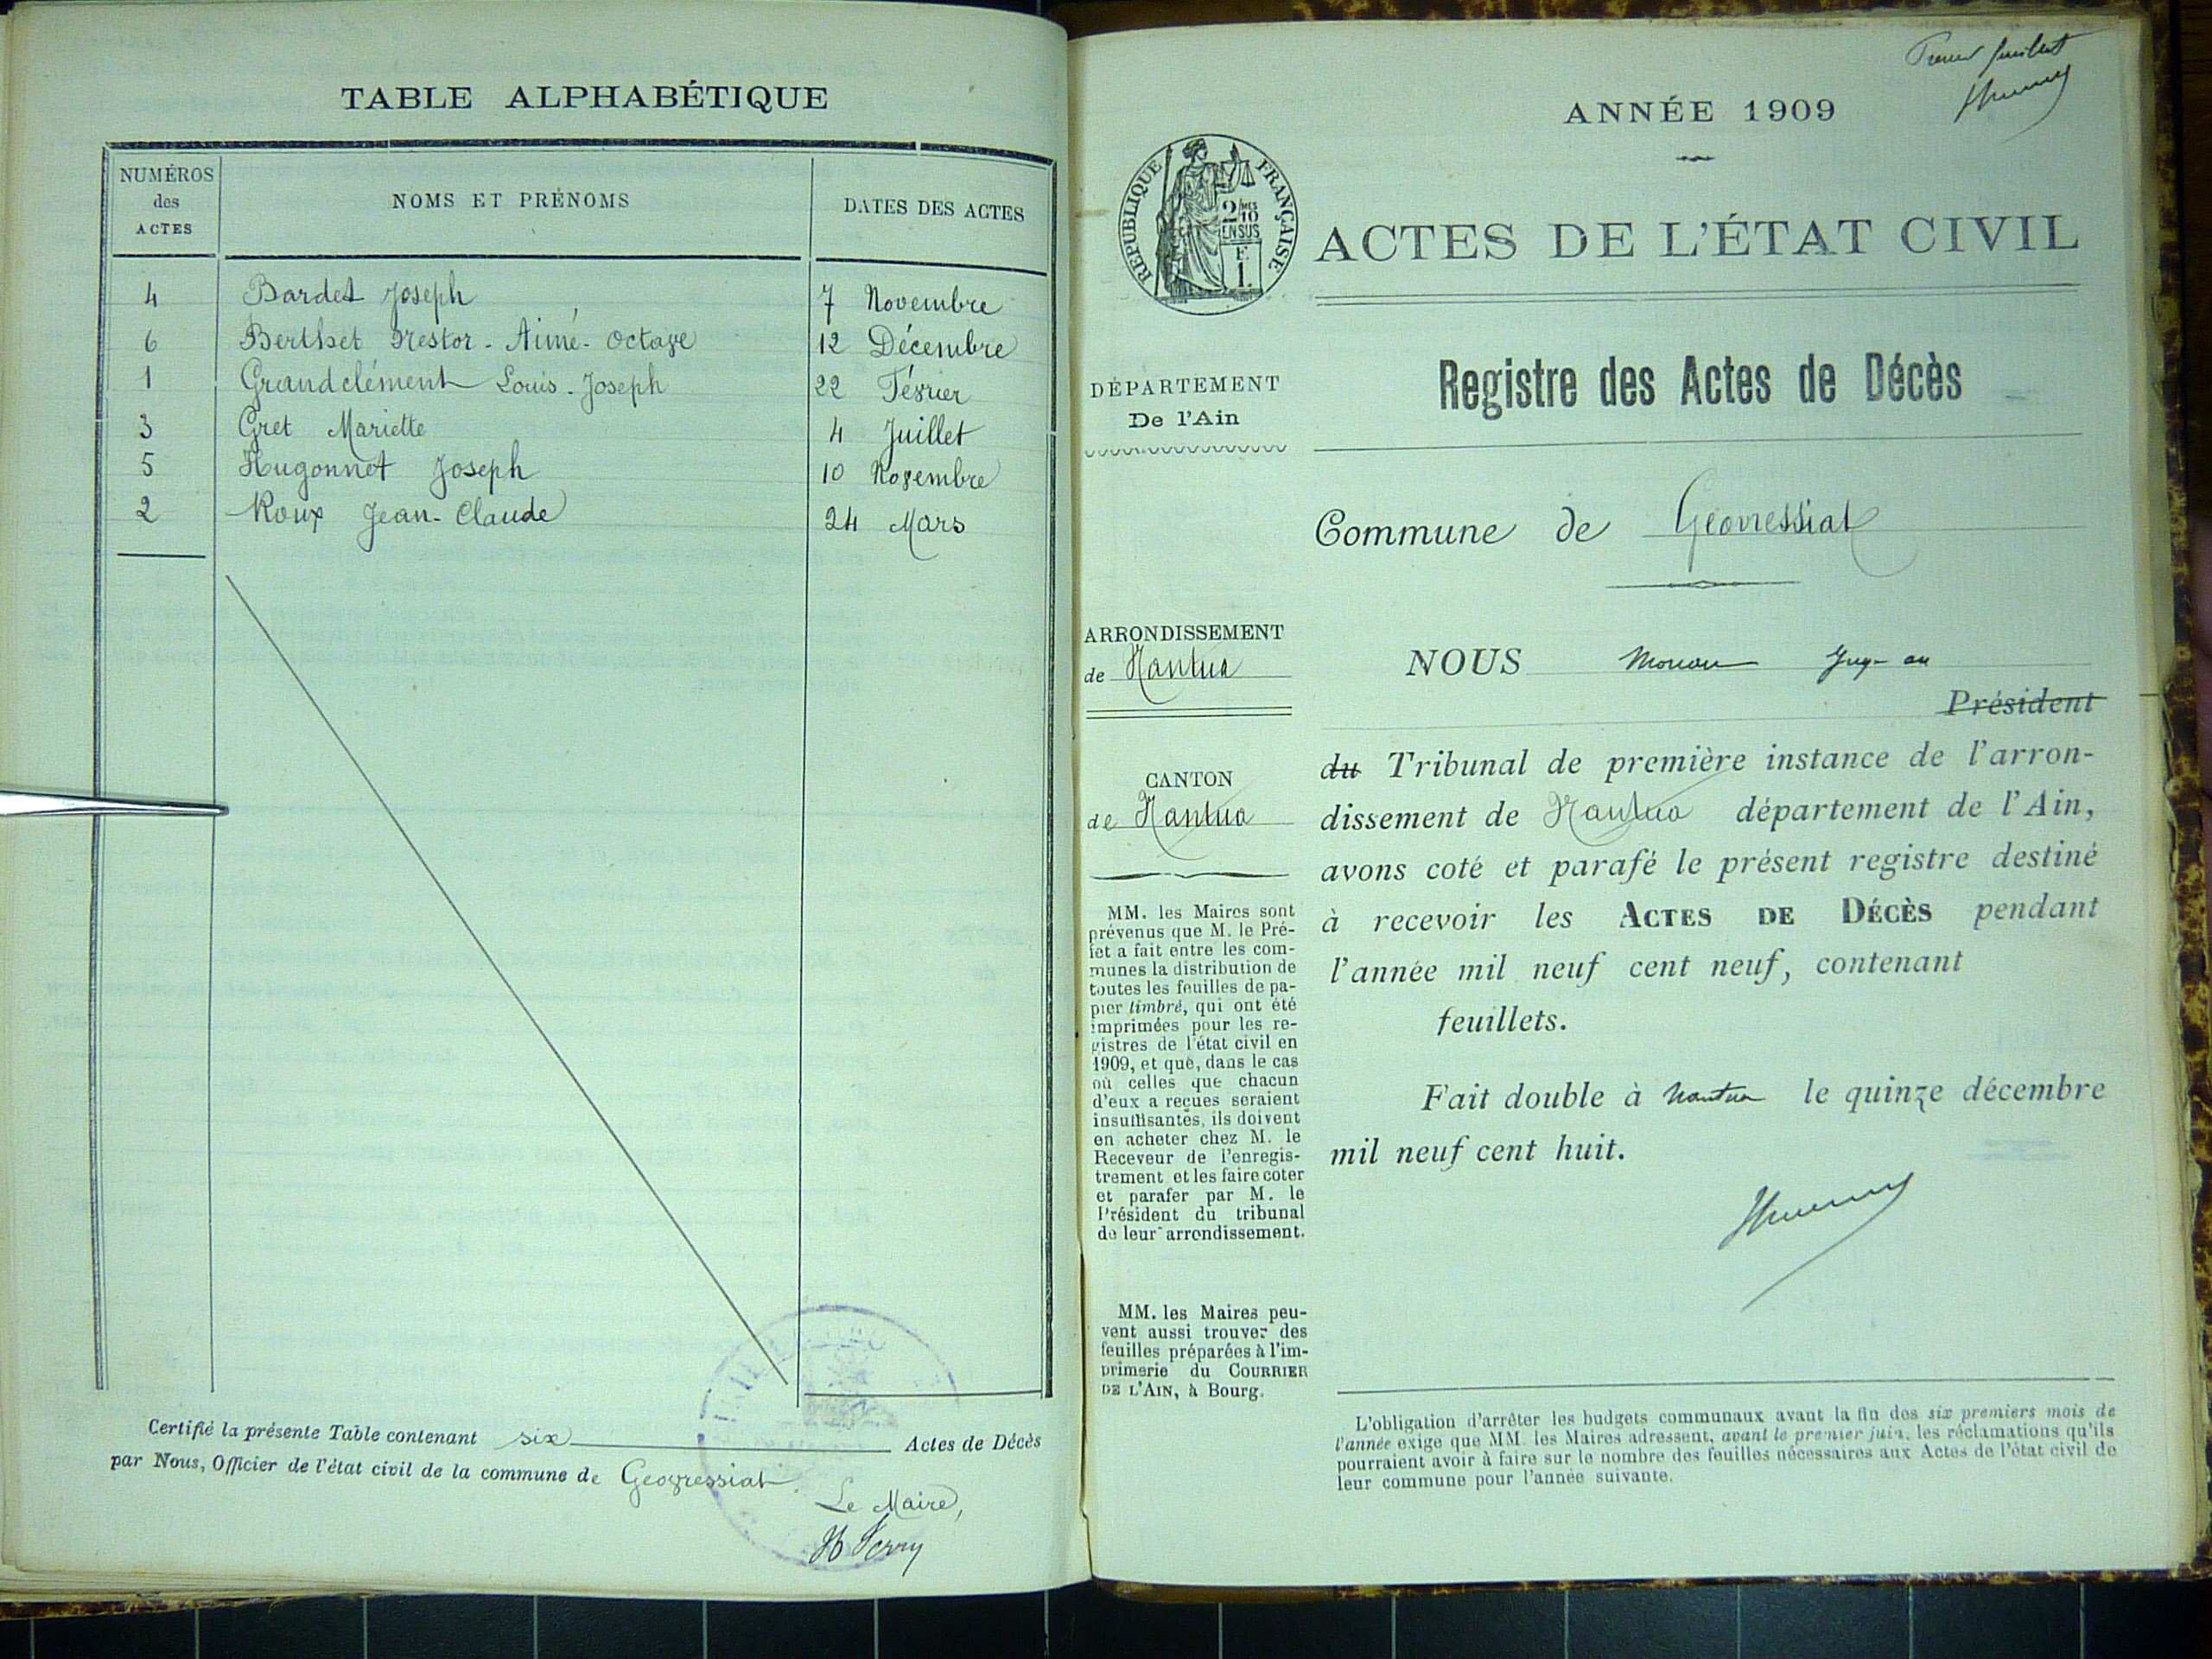 TABLE ALPHABÉTIQUE
NUMÉROS
des
ACTES
NOMS ET PRÉNOMS
DATES DES ACTES
4 Bardet Joseph 7 Novembre
6 Berthet Nestor - Aimé - Octave 12 Décembre
1 Grandclément Louis - Joseph 22 Février
3 Gret Mariette 4 Juillet
5 Hugonnet Joseph 10 Novembre
2 Roux Jean - Claude 24 Mars
Certifié la présente Table contenant six Actes de Décès
par Nous, Officier de l'état civil de la commune de Geovressiat.
Le Maire,
ANNÉE 1909
RÉPUBLIQUE FRANÇAISE
2/10
EN SUS
ACTES DE L'ÉTAT CIVIL
DÉPARTEMENT
De l'Ain
Registre des Actes de Décès
Commune de Geovressiat
ARRONDISSEMENT
de Nantua
NOUS
Président
CANTON
de Nantua
du Tribunal de première instance de l'arron-
dissement de Nantua département de l'Ain,
avons coté et parafé le présent registre destiné
à recevoir les ACTES DE DÉCÈS pendant
l'année mil neuf cent neuf, contenant
feuillets.
Fait double à Nantua le quinze décembre
mil neuf cent huit.
MM. les Maires sont
prévenus que M. le Pré-
fet a fait entre les com-
munes la distribution de
toutes les feuilles de pa-
pier timbré, qui ont été
imprimées pour les re-
gistres de l'état civil en
1909, et que, dans le cas
où celles que chacun
d'eux a reçues seraient
insuffisantes, ils doivent
en acheter chez M. le
Receveur de l'enregis-
trement et les faire coter
et parafer par M. le
Président du tribunal
de leur arrondissement.
MM. les Maires peu-
vent aussi trouver des
feuilles préparées à l'im-
primerie du COURRIER
DE L'AIN, à Bourg.
L'obligation d'arrêter les budgets communaux avant la fin des six premiers mois de
l'année exige que MM. les Maires adressent, avant le premier juin, les réclamations qu'ils
pourraient avoir à faire sur le nombre des feuilles nécessaires aux Actes de l'état civil de
leur commune pour l'année suivante.